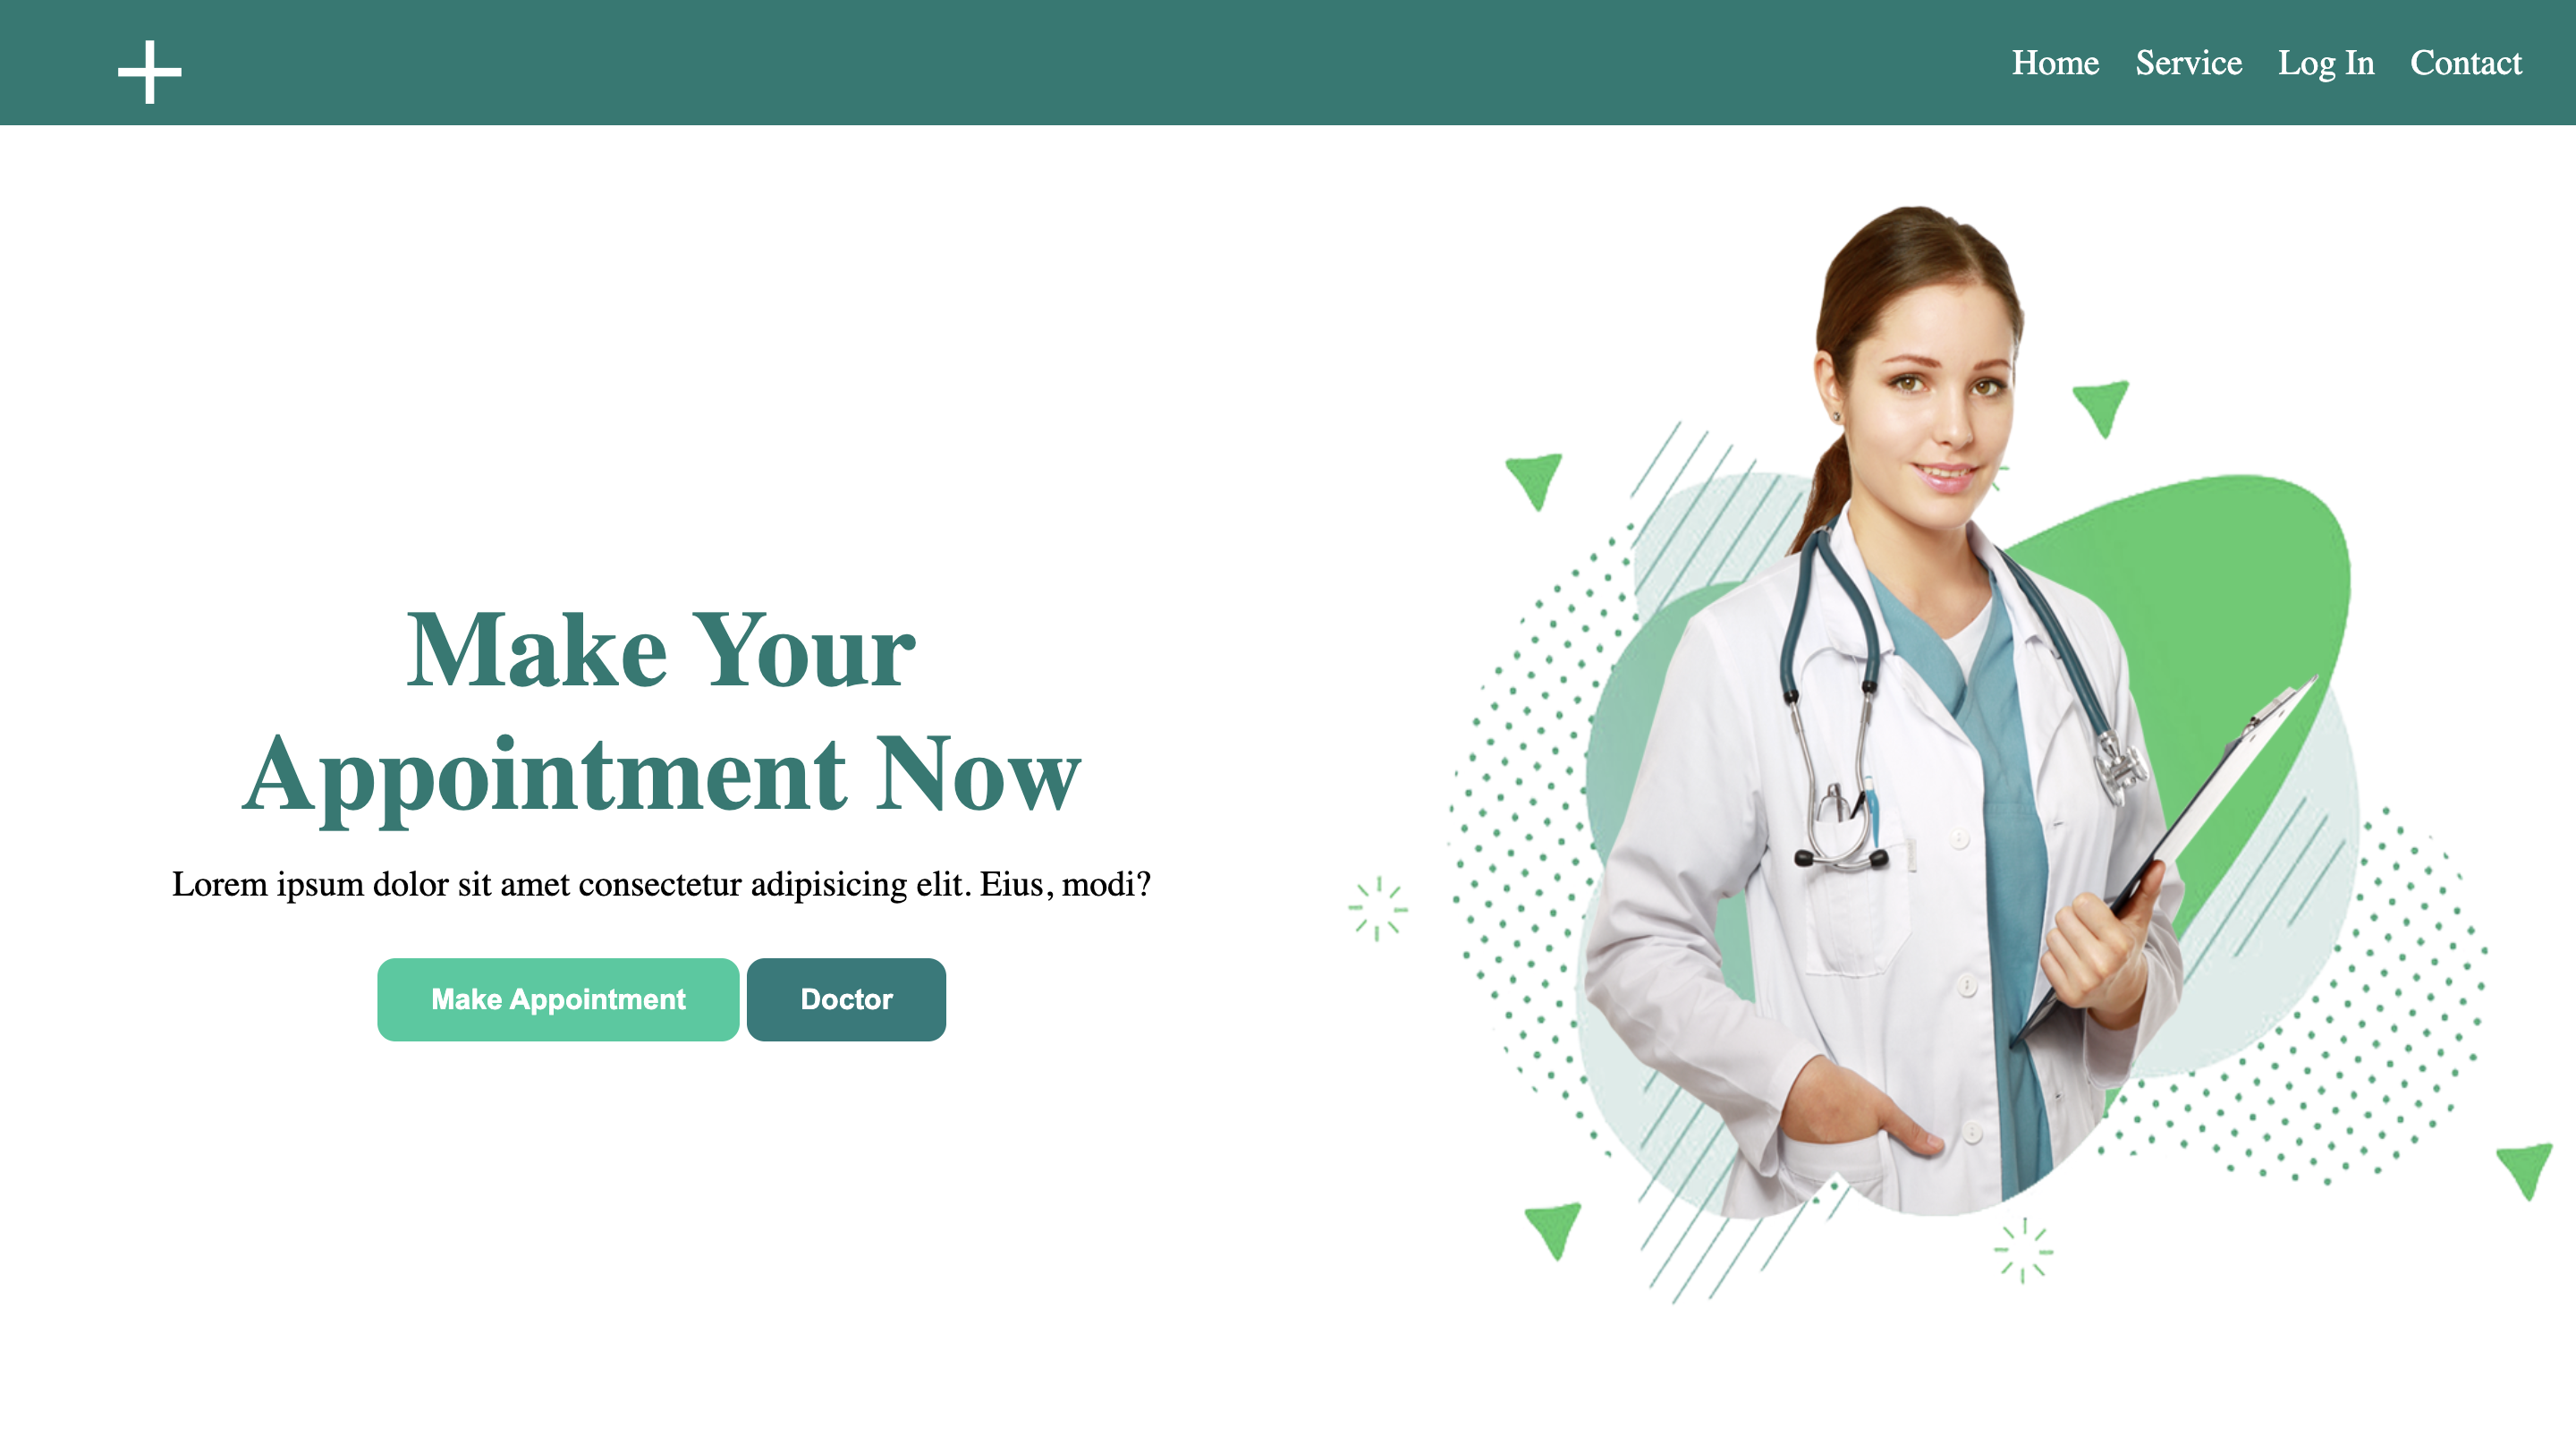 Home Service Log In Contact
Make Your
Appointment Now
Lorem ipsum dolor sit amet consectetur adipisicing elit. Eius, modi?
Make Appointment Doctor